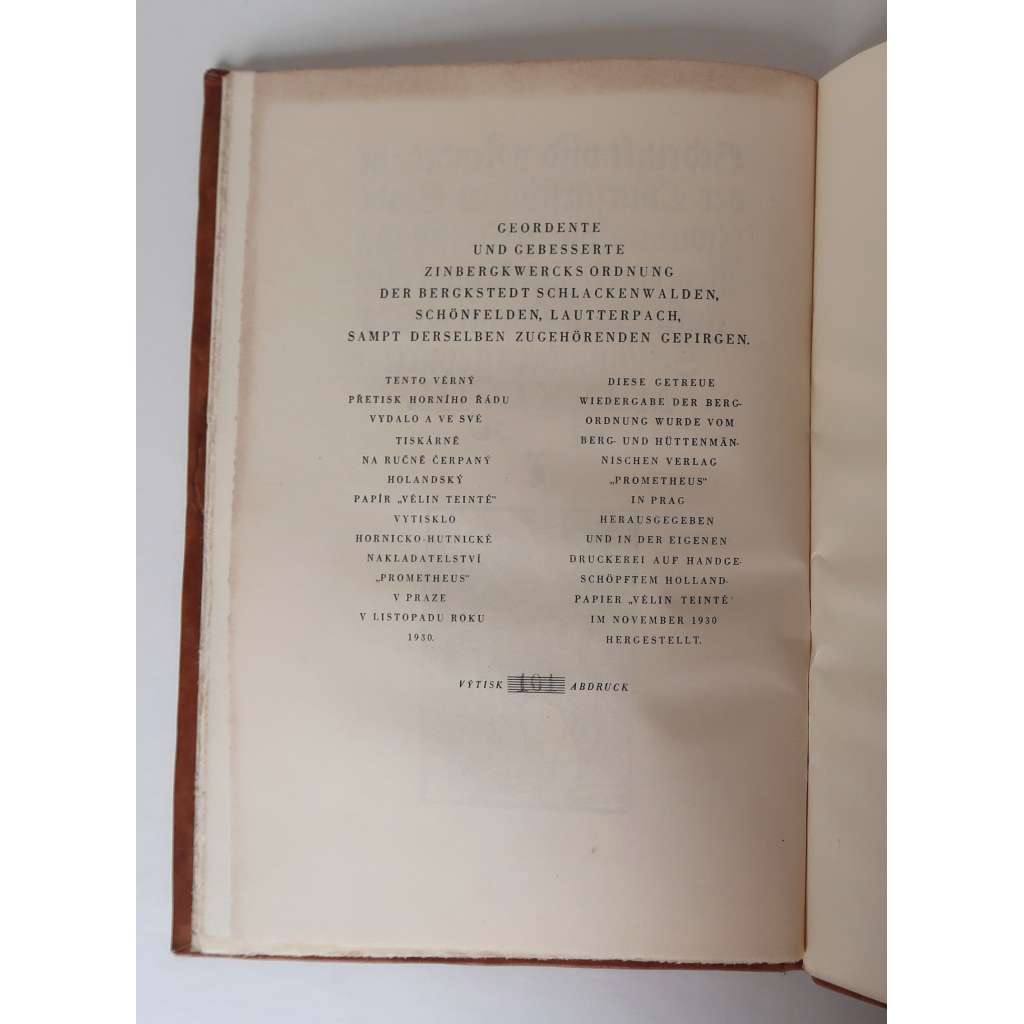 GEORDENTE
UND GEBESSERTE
ZINBERGKWERCKS ORDNUNG
DER BERGKSTEDT SCHLACKENWALDEN,
SCHÖNFELDEN, LAUTTERPACH,
SAMPT DERSELBEN ZUGEHÖRENDEN GEPIRGEN.
TENTO VĚRNÝ
PŘETISK HORNÍHO ŘÁDU
VYDALO A VE SVÉ
TISKÁRNĚ
NA RUČNĚ ČERPANÝ
HOLANDSKÝ
PAPÍR „VÉLIN TEINTÉ"
VYTISKLO
HORNICKO-HUTNICKÉ
NAKLADATELSTVÍ
„PROMETHEUS"
V PRAZE
V LISTOPADU ROKU
1930.
DIESE GETREUE
WIEDERGABE DER BERG-
ORDNUNG WURDE VOM
BERG- UND HÜTTENMÄN-
NISCHEN VERLAG
„PROMETHEUS"
IN PRAG
HERAUSGEGEBEN
UND IN DER EIGENEN
DRUCKEREI AUF HANDGE-
SCHÖPFTEM HOLLAND-
PAPIER „VÉLIN TEINTÉ"
IM NOVEMBER 1930
HERGESTELLT.
VÝTISK 101 ABDRUCK